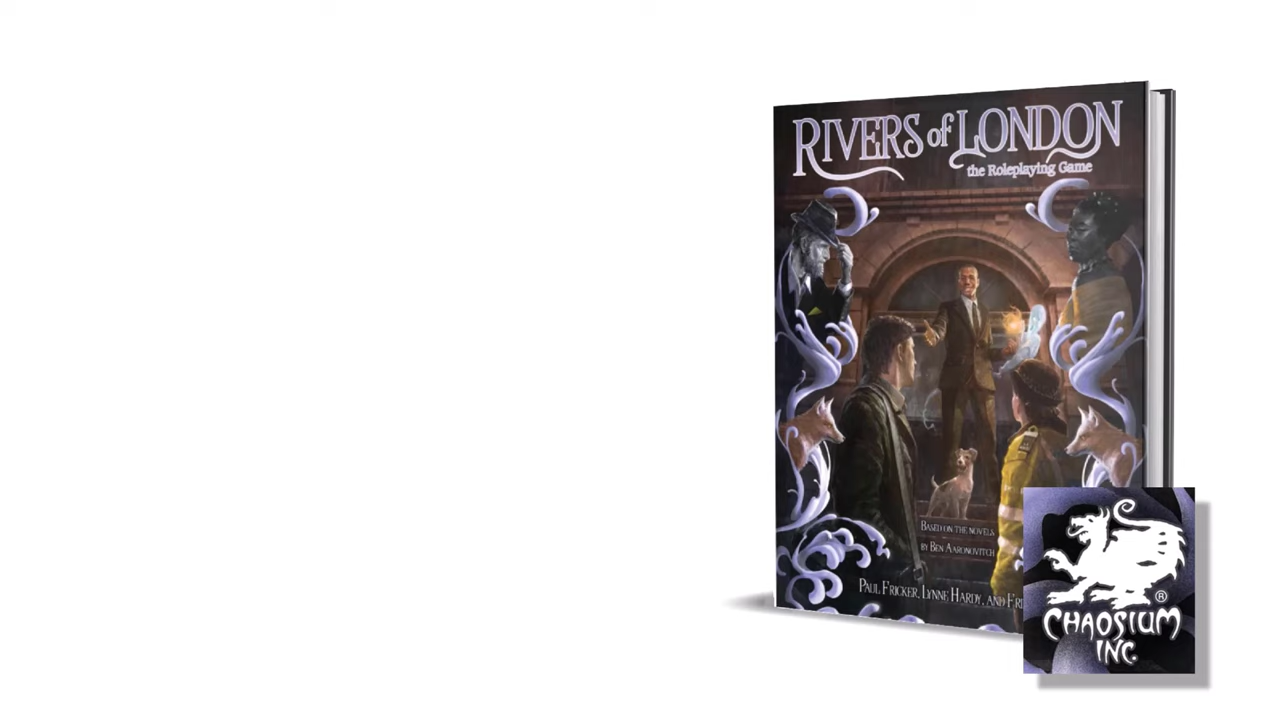 RIVERS of LONDON
the Roleplaying Game
BASED ON THE NOVELS
BY BEN AARONOVITCH
PAUL FRICKER, LYNNE HARDY, AND
CHAOSIUM
INC.
®